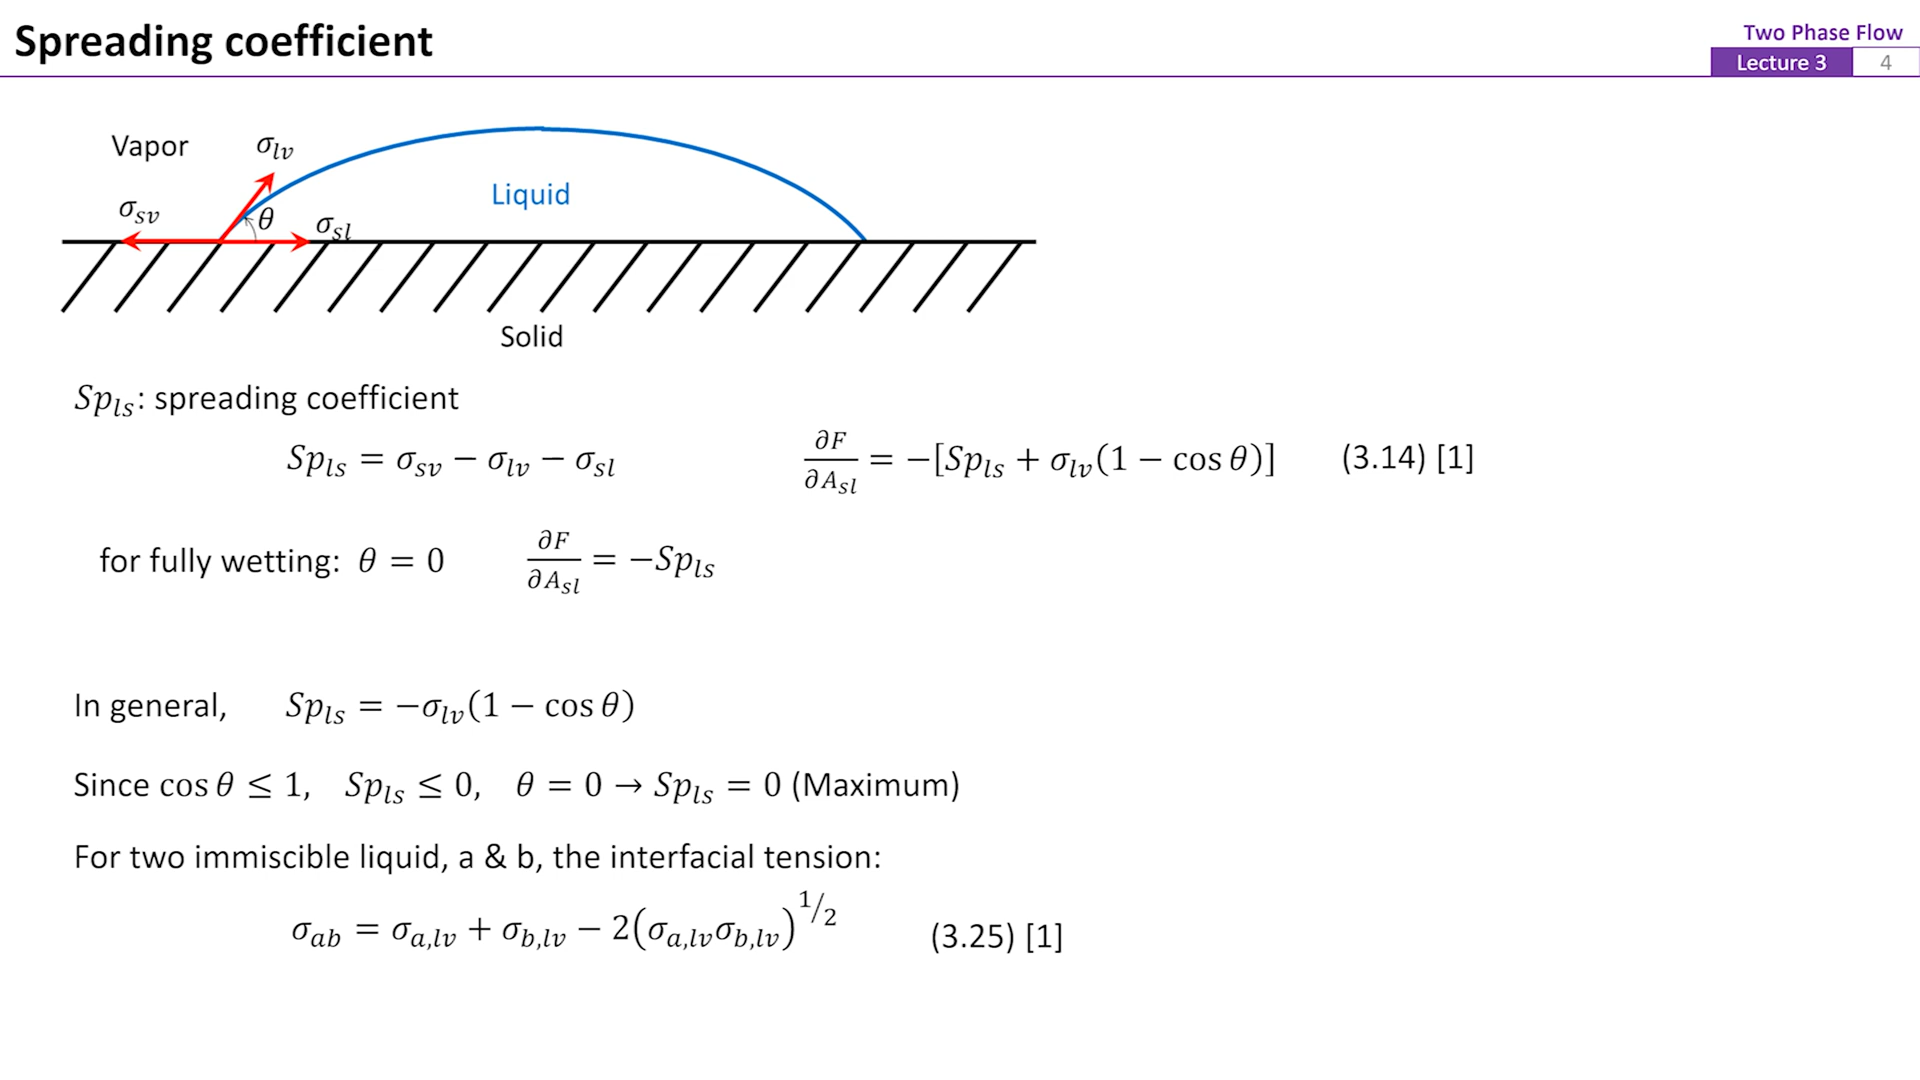 Spreading coefficient
Two Phase Flow
Lecture 3 4
Vapor
σ_lv
Liquid
σ_sv
θ
σ_sl
Solid
Sp_ls: spreading coefficient
Sp_ls = σ_sv − σ_lv − σ_sl
∂F/∂A_sl = −[Sp_ls + σ_lv(1 − cos θ)] (3.14) [1]
for fully wetting: θ = 0 ∂F/∂A_sl = −Sp_ls
In general, Sp_ls = −σ_lv(1 − cos θ)
Since cos θ ≤ 1, Sp_ls ≤ 0, θ = 0 → Sp_ls = 0 (Maximum)
For two immiscible liquid, a & b, the interfacial tension:
σ_ab = σ_a,lv + σ_b,lv − 2(σ_a,lv σ_b,lv)^1/2 (3.25) [1]